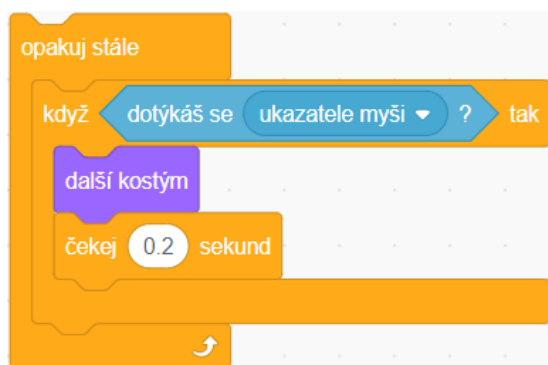 opakuj stále
když dotýkáš se ukazatele myši ? tak
další kostým
čekej 0.2 sekund